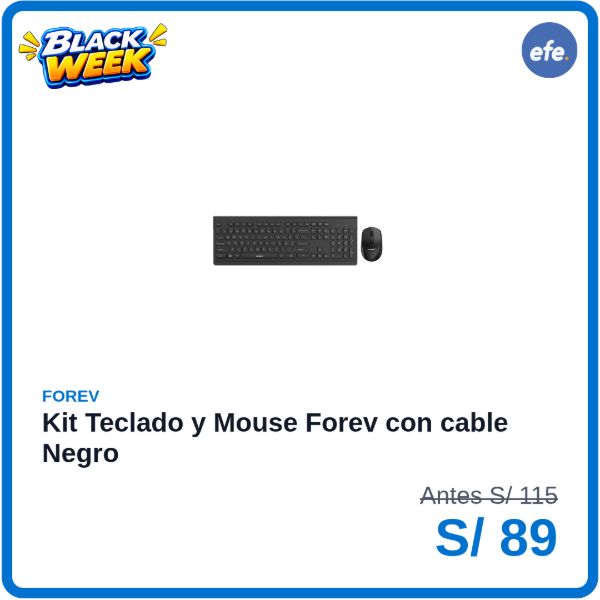 BLACK
WEEK
efe.
FOREV
Kit Teclado y Mouse Forev con cable
Negro
Antes S/ 115
S/ 89